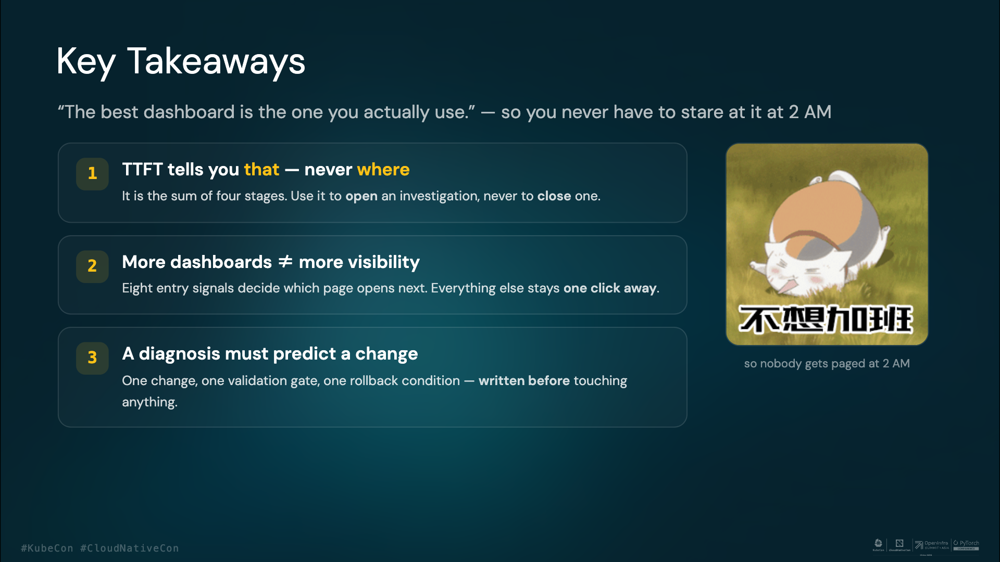 Key Takeaways
“The best dashboard is the one you actually use.” — so you never have to stare at it at 2 AM
1
TTFT tells you that — never where
It is the sum of four stages. Use it to open an investigation, never to close one.
2
More dashboards ≠ more visibility
Eight entry signals decide which page opens next. Everything else stays one click away.
3
A diagnosis must predict a change
One change, one validation gate, one rollback condition — written before touching
anything.
不想加班
so nobody gets paged at 2 AM
#KubeCon #CloudNativeCon
KubeCon
CloudNativeCon
OpenInfra
SUMMIT • ASIA
PyTorch
CONFERENCE